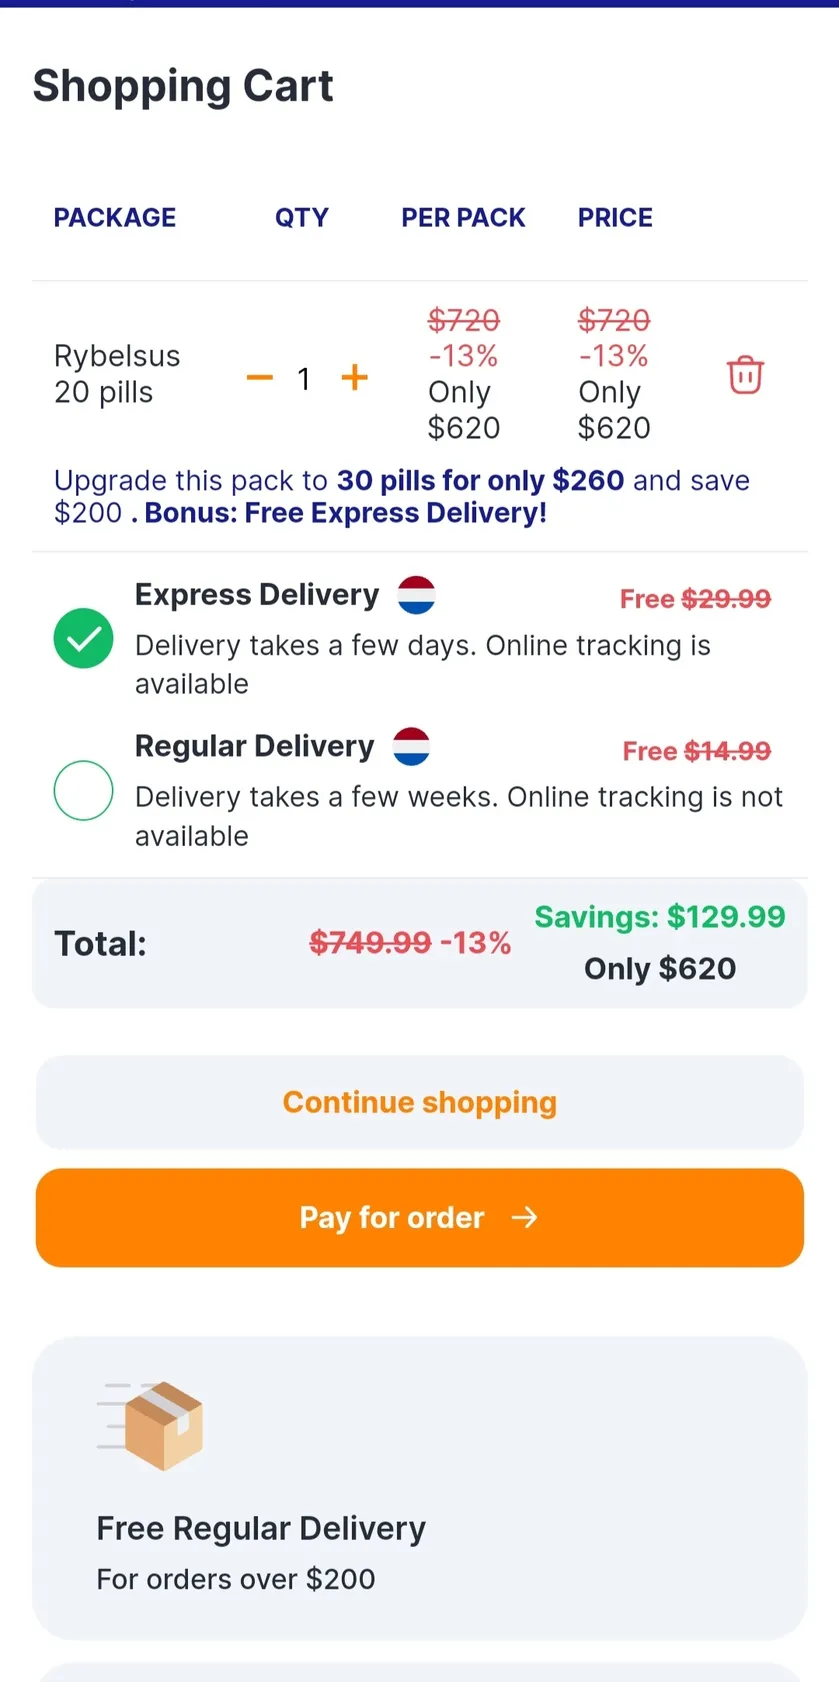 Shopping Cart
PACKAGE QTY PER PACK PRICE
Rybelsus
20 pills
1
$720
-13%
Only
$620
$720
-13%
Only
$620
Upgrade this pack to 30 pills for only $260 and save
$200 . Bonus: Free Express Delivery!
Express Delivery
Free $29.99
Delivery takes a few days. Online tracking is
available
Regular Delivery
Free $14.99
Delivery takes a few weeks. Online tracking is not
available
Total:
$749.99 -13%
Savings: $129.99
Only $620
Continue shopping
Pay for order →
Free Regular Delivery
For orders over $200